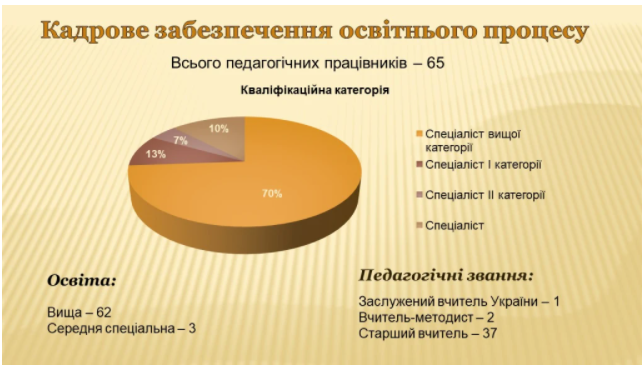 Кадрове забезпечення освітнього процесу
Всього педагогічних працівників – 65
Кваліфікаційна категорія
10%
7%
13%
70%
Спеціаліст вищої
категорії
Спеціаліст І категорії
Спеціаліст ІІ категорії
Спеціаліст
Освіта:
Вища – 62
Середня спеціальна – 3
Педагогічні звання:
Заслужений вчитель України – 1
Вчитель-методист – 2
Старший вчитель – 37